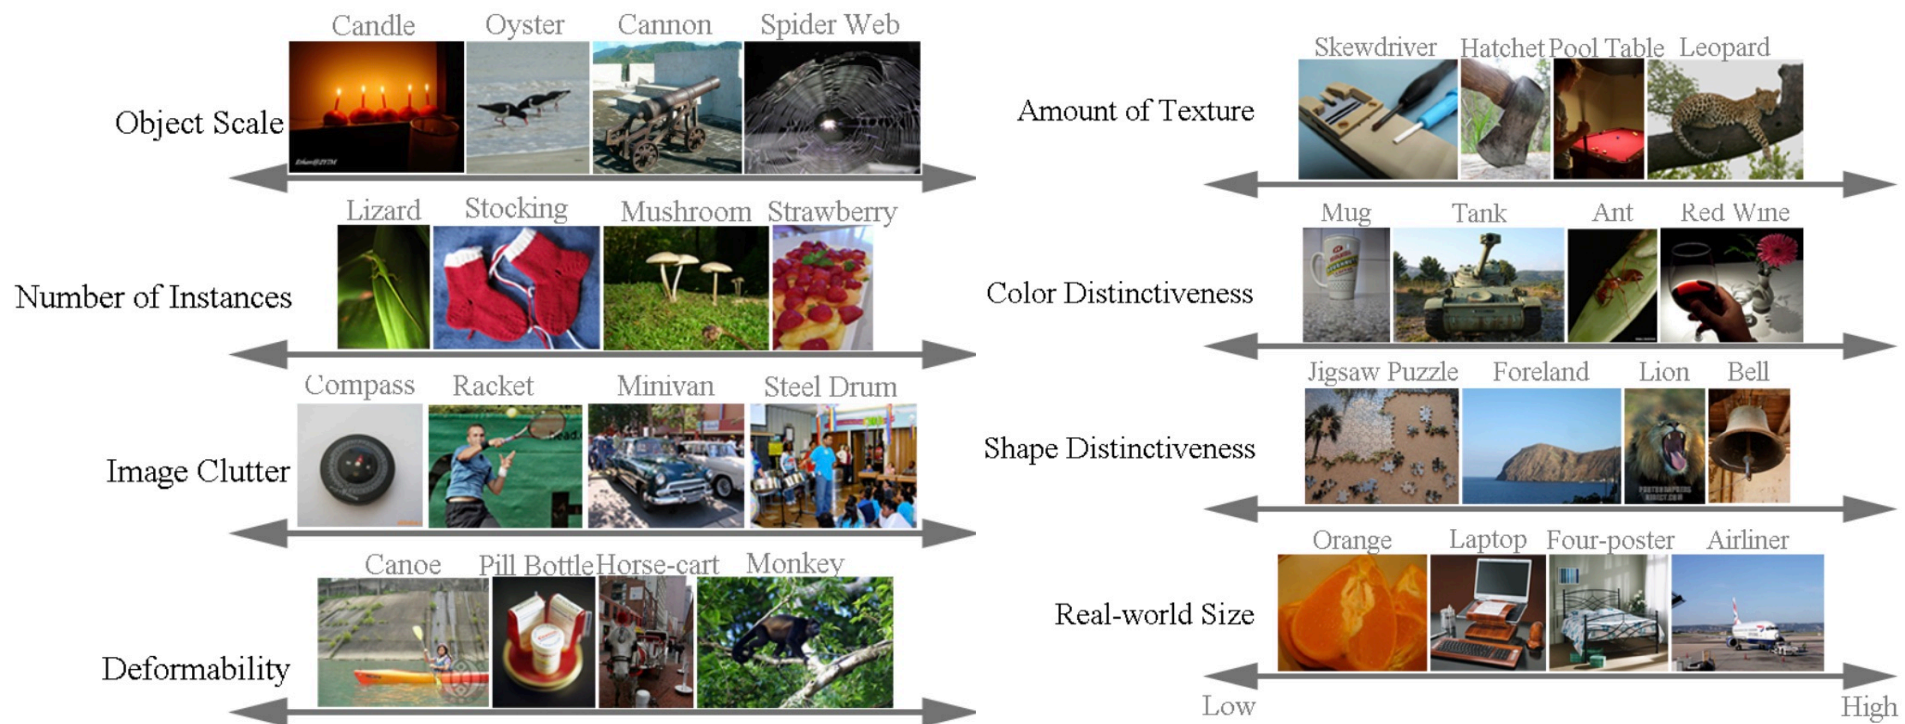 Candle Oyster Cannon Spider Web
Object Scale
Lizard Stocking Mushroom Strawberry
Number of Instances
Compass Racket Minivan Steel Drum
Image Clutter
Canoe Pill Bottle Horse-cart Monkey
Deformability
Skewdriver Hatchet Pool Table Leopard
Amount of Texture
Mug Tank Ant Red Wine
Color Distinctiveness
Jigsaw Puzzle Foreland Lion Bell
Shape Distinctiveness
Orange Laptop Four-poster Airliner
Real-world Size
Low High